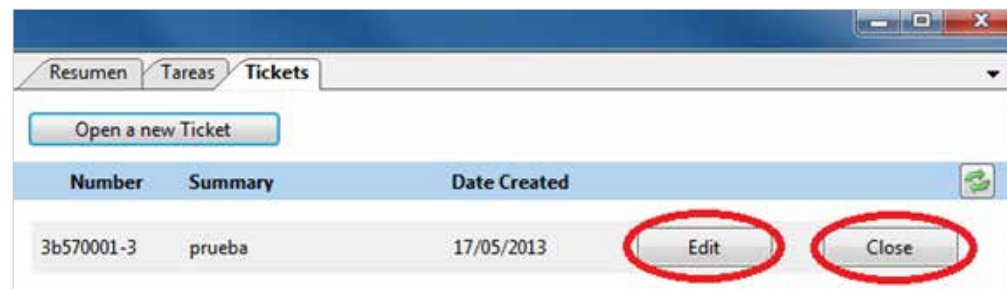 Resumen Tareas Tickets
Open a new Ticket
Number Summary Date Created
3b570001-3 prueba 17/05/2013 Edit Close